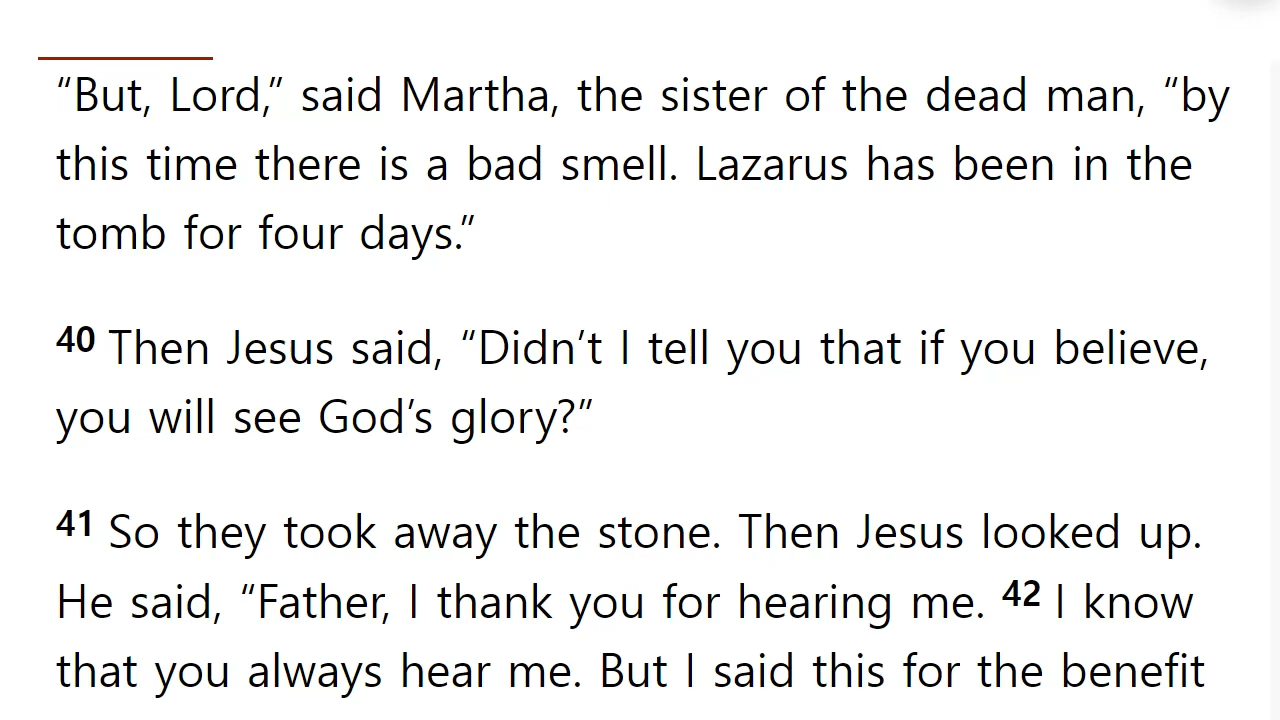 “But, Lord,” said Martha, the sister of the dead man, “by
this time there is a bad smell. Lazarus has been in the
tomb for four days.”
40 Then Jesus said, “Didn’t I tell you that if you believe,
you will see God’s glory?”
41 So they took away the stone. Then Jesus looked up.
He said, “Father, I thank you for hearing me. 42 I know
that you always hear me. But I said this for the benefit